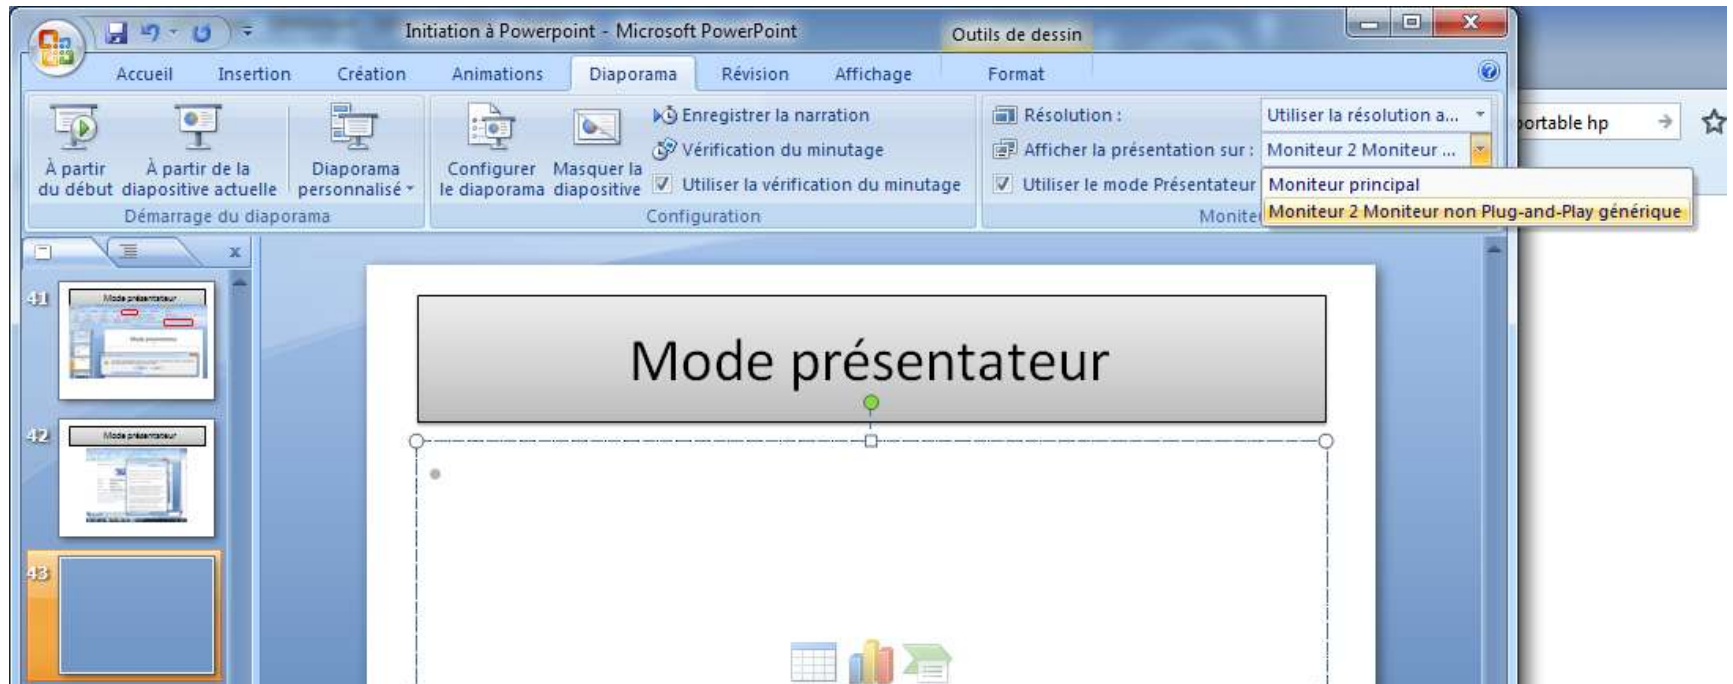 Initiation à Powerpoint - Microsoft PowerPoint
Outils de dessin
Accueil Insertion Création Animations Diaporama Révision Affichage Format
À partir du début
À partir de la diapositive actuelle
Diaporama personnalisé
Démarrage du diaporama
Configurer le diaporama
Masquer la diapositive
Enregistrer la narration
Vérification du minutage
Utiliser la vérification du minutage
Configuration
Résolution :
Utiliser la résolution a...
Afficher la présentation sur :
Moniteur 2 Moniteur ...
Utiliser le mode Présentateur
Moniteur principal
Moniteur 2 Moniteur non Plug-and-Play générique
portable hp
41
Mode présentateur
42
Mode présentateur
43
Mode présentateur